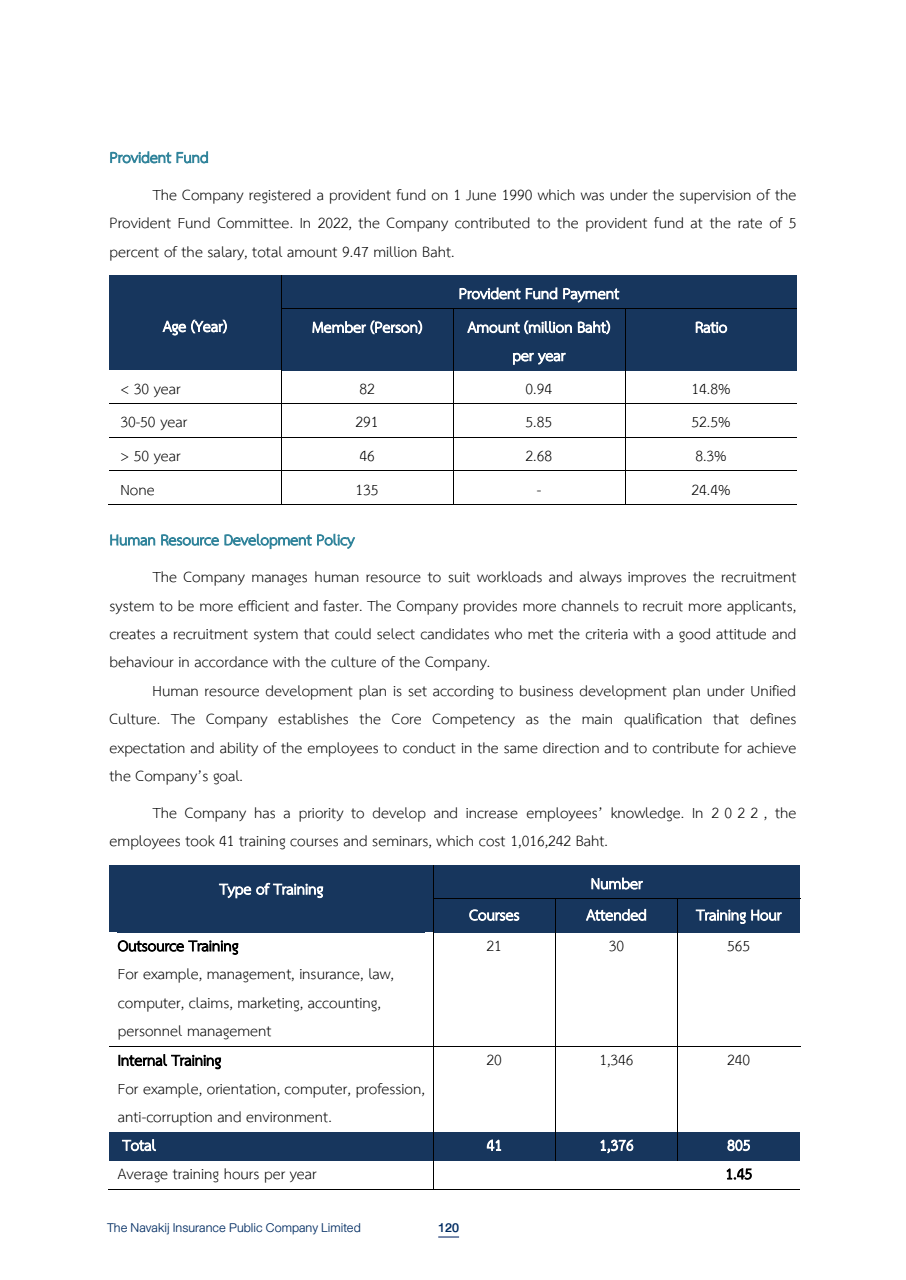 Provident Fund
The Company registered a provident fund on 1 June 1990 which was under the supervision of the
Provident Fund Committee. In 2022, the Company contributed to the provident fund at the rate of 5
percent of the salary, total amount 9.47 million Baht.
Provident Fund Payment
Age (Year) Member (Person) Amount (million Baht) Ratio
per year
< 30 year 82 0.94 14.8%
30-50 year 291 5.85 52.5%
> 50 year 46 2.68 8.3%
None 135 - 24.4%
Human Resource Development Policy
The Company manages human resource to suit workloads and always improves the recruitment
system to be more efficient and faster. The Company provides more channels to recruit more applicants,
creates a recruitment system that could select candidates who met the criteria with a good attitude and
behaviour in accordance with the culture of the Company.
Human resource development plan is set according to business development plan under Unified
Culture. The Company establishes the Core Competency as the main qualification that defines
expectation and ability of the employees to conduct in the same direction and to contribute for achieve
the Company's goal.
The Company has a priority to develop and increase employees' knowledge. In 2 0 2 2 , the
employees took 41 training courses and seminars, which cost 1,016,242 Baht.
Type of Training Number
Courses Attended Training Hour
Outsource Training 21 30 565
For example, management, insurance, law,
computer, claims, marketing, accounting,
personnel management
Internal Training 20 1,346 240
For example, orientation, computer, profession,
anti-corruption and environment.
Total 41 1,376 805
Average training hours per year 1.45
The Navakij Insurance Public Company Limited 120